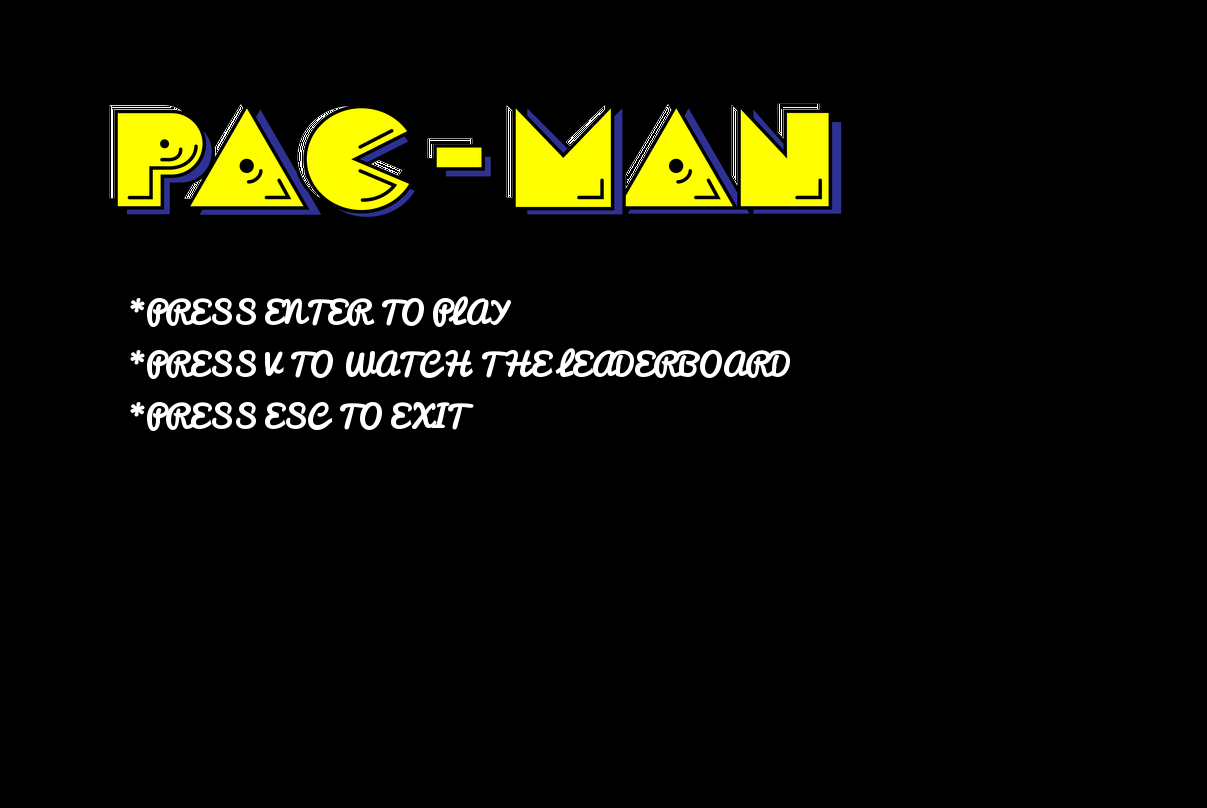 PAC-MAN
*PRESS ENTER TO PLAY
*PRESS V TO WATCH THE LEADERBOARD
*PRESS ESC TO EXIT